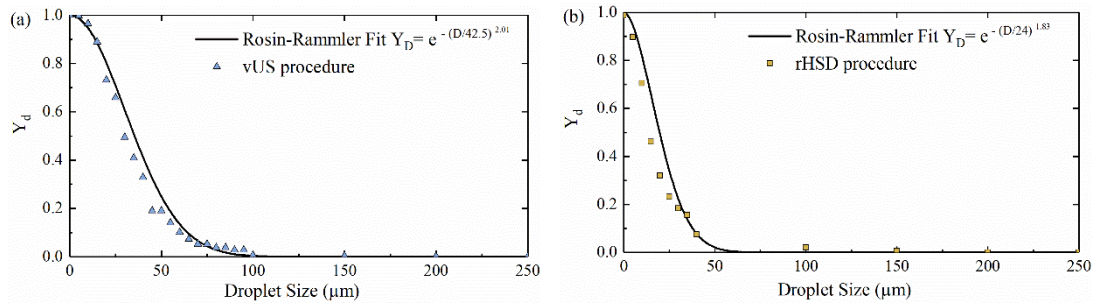 (a)
Rosin-Rammler Fit Y_D= e - (D/42.5) 2.01
vUS procedure
Y_d
1.0
0.8
0.6
0.4
0.2
0.0
0 50 100 150 200 250
Droplet Size (µm)
(b)
Rosin-Rammler Fit Y_D= e - (D/24) 1.83
rHSD procedure
Y_d
1.0
0.8
0.6
0.4
0.2
0.0
0 50 100 150 200 250
Droplet Size (µm)